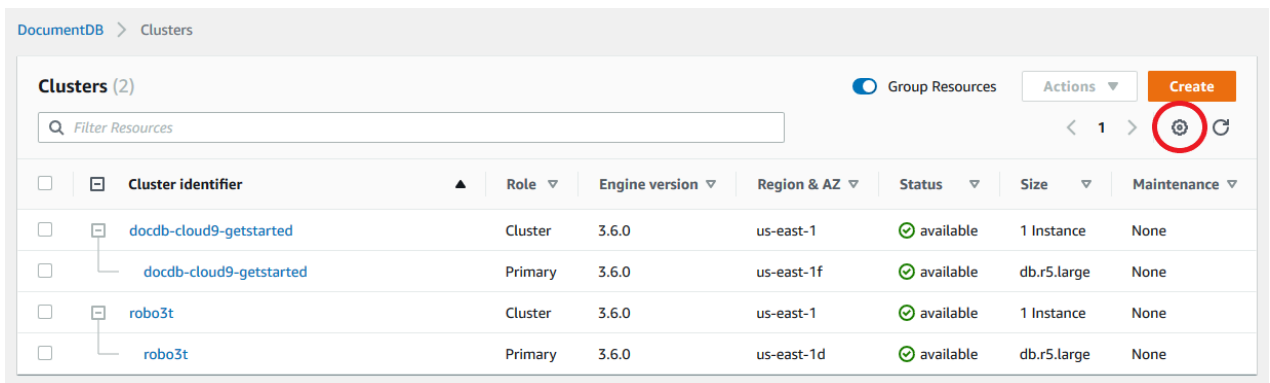 DocumentDB > Clusters
Clusters (2) Group Resources Actions Create
Filter Resources < 1 >
Cluster identifier Role Engine version Region & AZ Status Size Maintenance
docdb-cloud9-getstarted Cluster 3.6.0 us-east-1 available 1 Instance None
docdb-cloud9-getstarted Primary 3.6.0 us-east-1f available db.r5.large None
robo3t Cluster 3.6.0 us-east-1 available 1 Instance None
robo3t Primary 3.6.0 us-east-1d available db.r5.large None